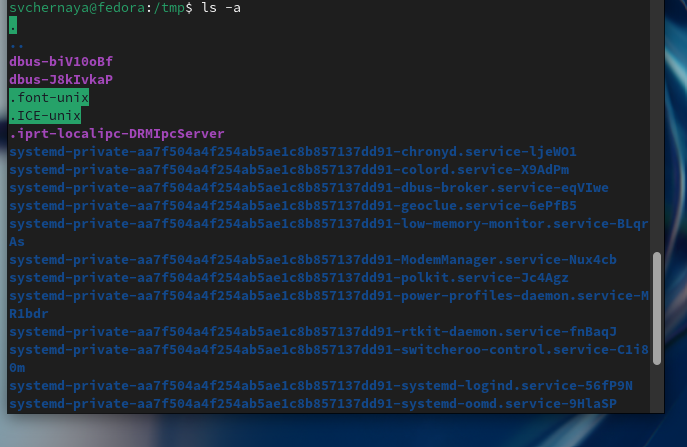 svchernaya@fedora:/tmp$ ls -a
.
..
dbus-biV10oBf
dbus-J8kIvkaP
.font-unix
.ICE-unix
.iprt-localipc-DRMIpcServer
systemd-private-aa7f504a4f254ab5ae1c8b857137dd91-chronyd.service-ljeWO1
systemd-private-aa7f504a4f254ab5ae1c8b857137dd91-colord.service-X9AdPm
systemd-private-aa7f504a4f254ab5ae1c8b857137dd91-dbus-broker.service-eqVIwe
systemd-private-aa7f504a4f254ab5ae1c8b857137dd91-geoclue.service-6ePfB5
systemd-private-aa7f504a4f254ab5ae1c8b857137dd91-low-memory-monitor.service-BLqr
As
systemd-private-aa7f504a4f254ab5ae1c8b857137dd91-ModemManager.service-Nux4cb
systemd-private-aa7f504a4f254ab5ae1c8b857137dd91-polkit.service-Jc4Agz
systemd-private-aa7f504a4f254ab5ae1c8b857137dd91-power-profiles-daemon.service-M
R1bdr
systemd-private-aa7f504a4f254ab5ae1c8b857137dd91-rtkit-daemon.service-fnBaqJ
systemd-private-aa7f504a4f254ab5ae1c8b857137dd91-switcheroo-control.service-C1i8
0m
systemd-private-aa7f504a4f254ab5ae1c8b857137dd91-systemd-logind.service-56fP9N
systemd-private-aa7f504a4f254ab5ae1c8b857137dd91-systemd-oomd.service-9HlaSP